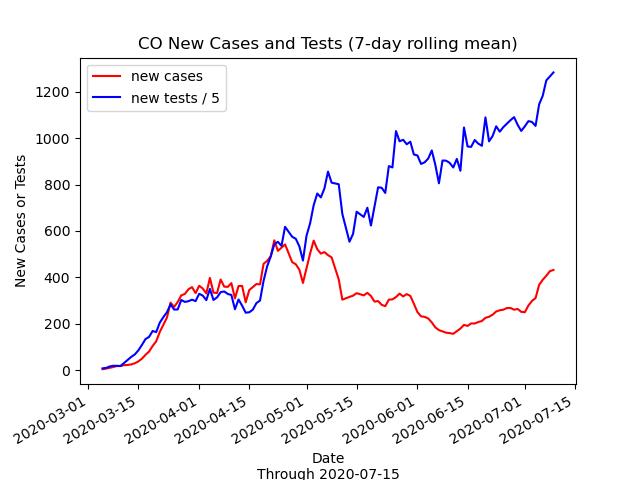 CO New Cases and Tests (7-day rolling mean)
new cases
new tests / 5
New Cases or Tests
1200
1000
800
600
400
200
0
2020-03-01
2020-03-15
2020-04-01
2020-04-15
2020-05-01
2020-05-15
2020-06-01
2020-06-15
2020-07-01
2020-07-15
Date
Through 2020-07-15